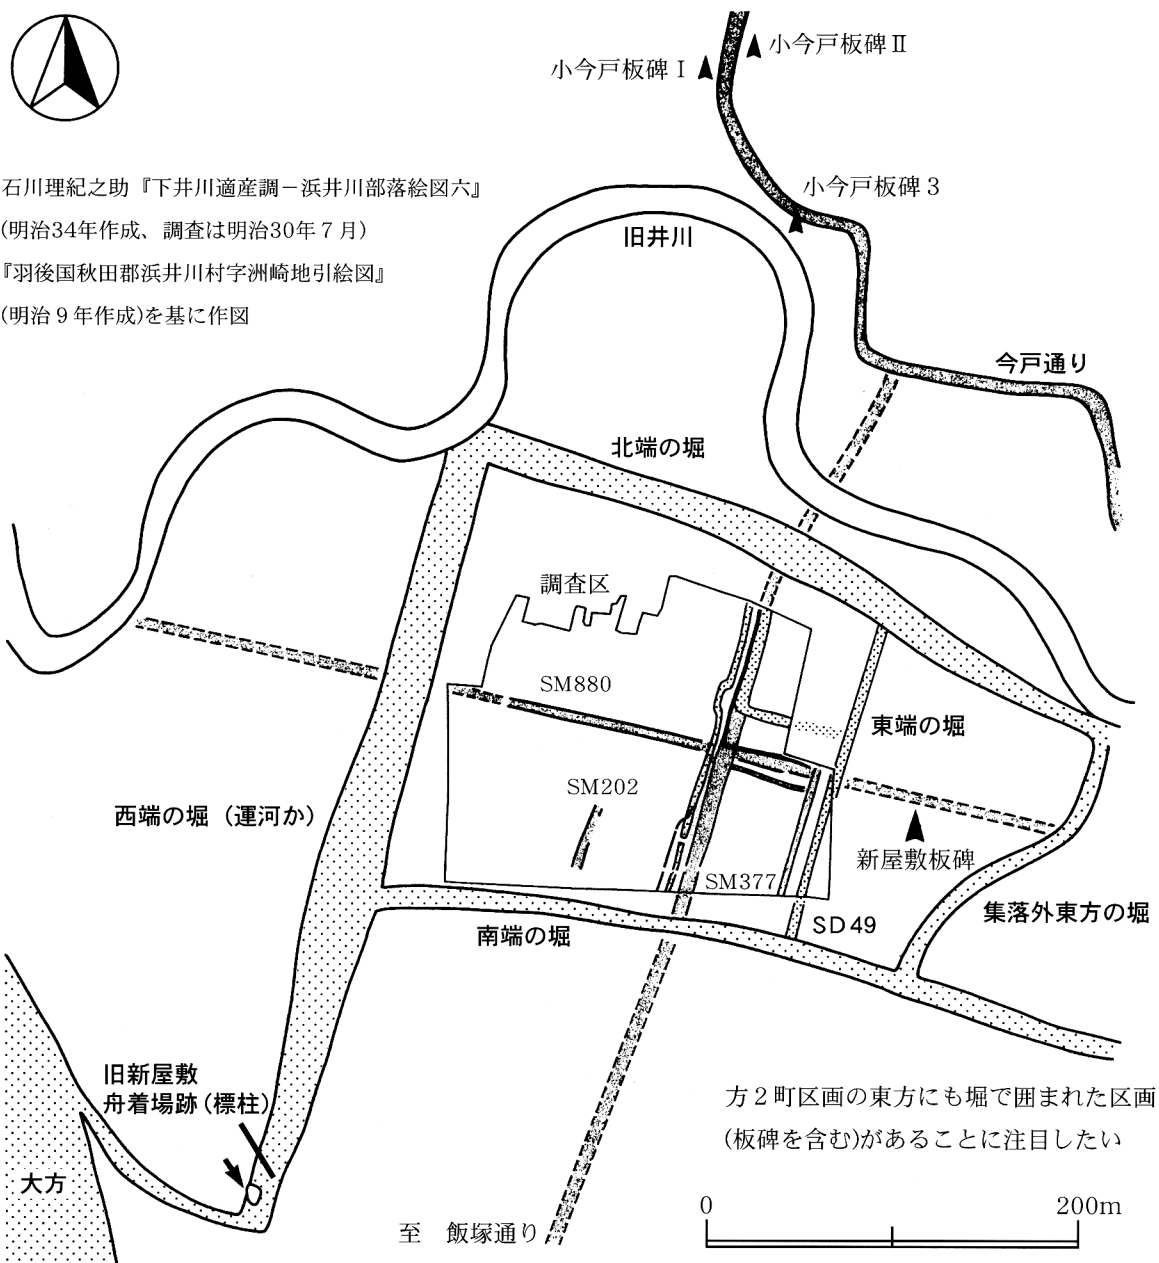 小今戸板碑Ⅱ
小今戸板碑Ⅰ
石川理紀之助『下井川適産調－浜井川部落絵図六』
(明治34年作成、調査は明治30年７月)
『羽後国秋田郡浜井川村字洲崎地引絵図』
(明治９年作成)を基に作図
小今戸板碑３
旧井川
今戸通り
北端の堀
調査区
SM880
東端の堀
SM202
西端の堀（運河か）
新屋敷板碑
SM377
集落外東方の堀
SD49
南端の堀
旧新屋敷
舟着場跡(標柱)
方２町区画の東方にも堀で囲まれた区画
(板碑を含む)があることに注目したい
大方
至　飯塚通り
0
200m